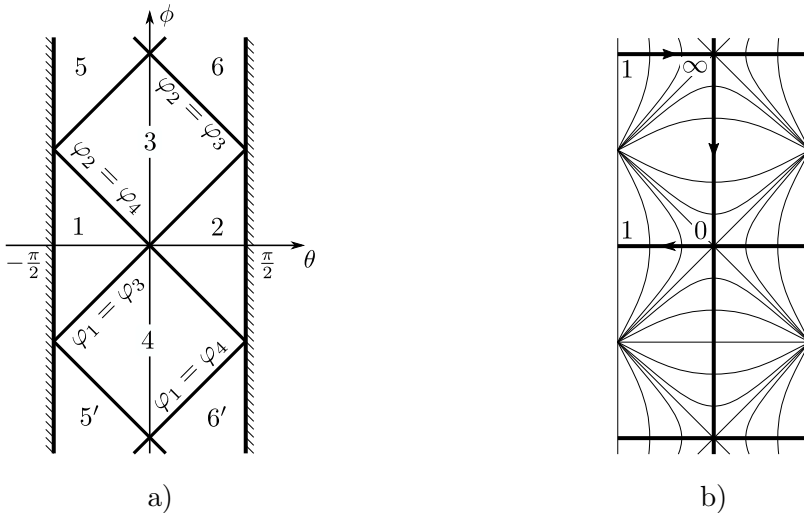 ϕ
5
6
φ₂ = φ₃
3
φ₂ = φ₄
1
2
−π/2
π/2
θ
φ₁ = φ₃
4
φ₁ = φ₄
5′
6′
a)
1
∞
1
0
b)